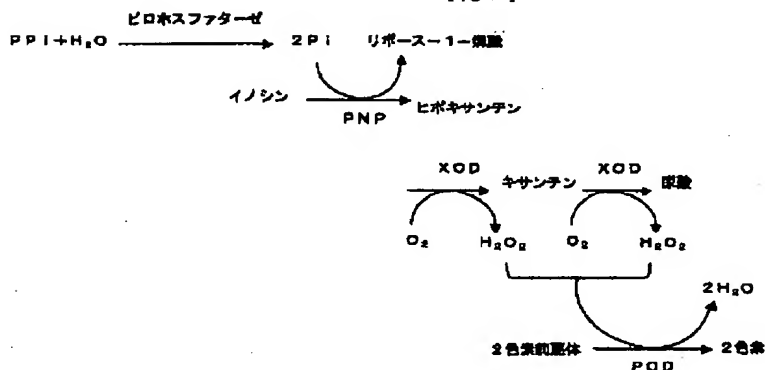 ピロホスファターゼ
PPi+H₂O 2Pi リボース−1−燐酸
イノシン PNP ヒポキサンテン
XOD キサンテン XOD 尿酸
O₂ H₂O₂ O₂ H₂O₂
2H₂O
2色素前駆体 POD 2色素